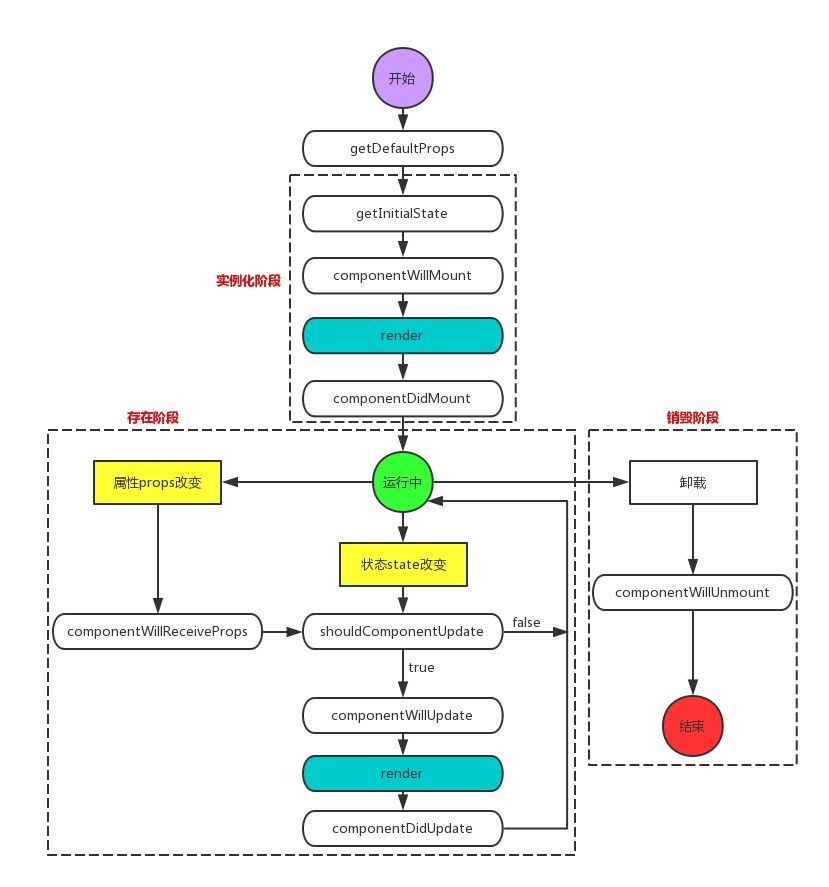 开始
getDefaultProps
getInitialState
实例化阶段
componentWillMount
render
componentDidMount
存在阶段
销毁阶段
属性props改变
运行中
卸载
状态state改变
componentWillUnmount
componentWillReceiveProps
shouldComponentUpdate
false
true
componentWillUpdate
结束
render
componentDidUpdate